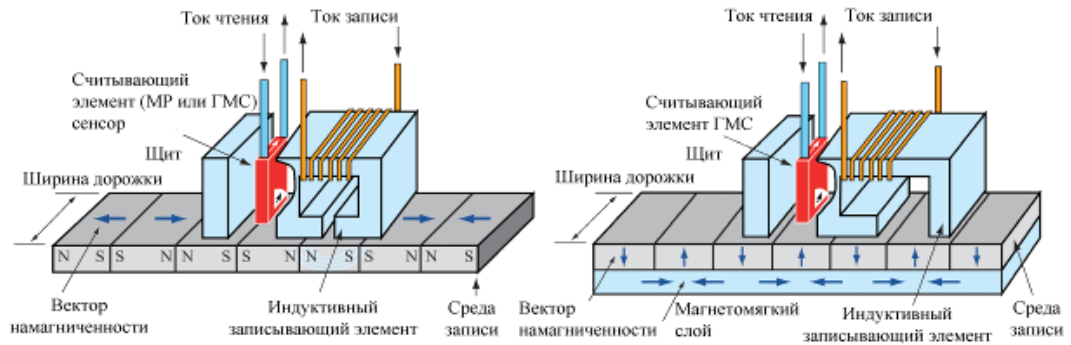 Ток чтения
Ток записи
Считывающий
элемент (МР или ГМС)
сенсор
Щит
Ширина дорожки
N S S N N S S N N S S N N S
Вектор
намагниченности
Индуктивный
записывающий элемент
Среда
записи
Ток чтения
Ток записи
Считывающий
элемент ГМС
Щит
Ширина дорожки
Вектор
намагниченности
Магнетомягкий
слой
Индуктивный
записывающий элемент
Среда
записи